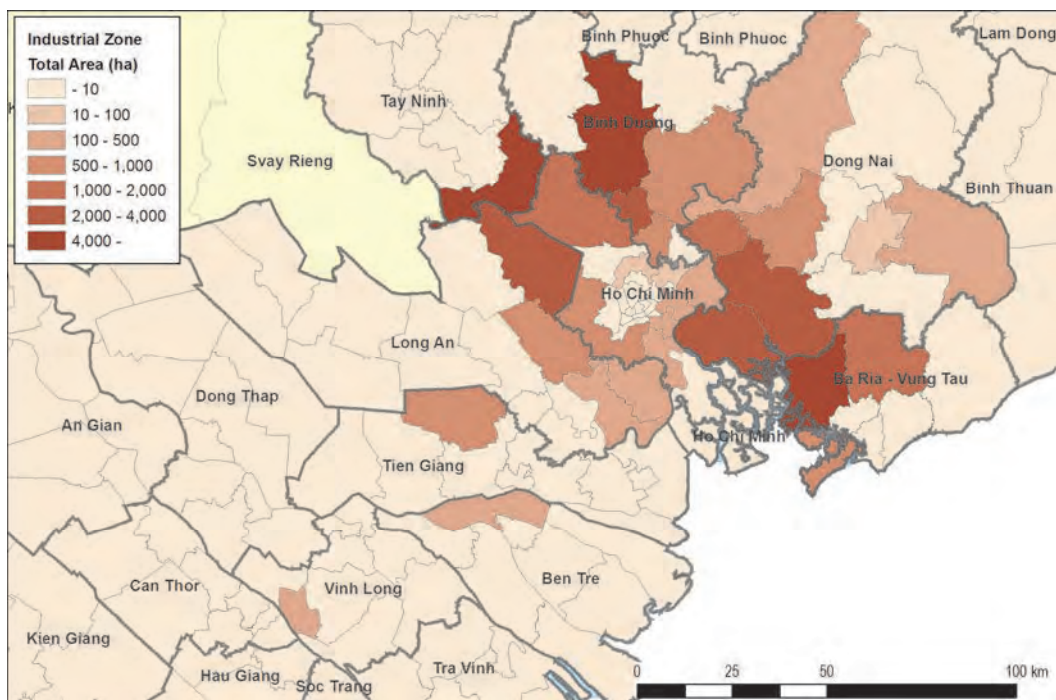 Industrial Zone
Total Area (ha)
- 10
10 - 100
100 - 500
500 - 1,000
1,000 - 2,000
2,000 - 4,000
4,000 -
Binh Phuoc
Binh Phuoc
Lam Dong
Tay Ninh
Binh Duong
Svay Rieng
Dong Nai
Binh Thuan
Ho Chi Minh
Long An
Ba Ria - Vung Tau
Dong Thap
An Gian
Ho Chi Minh
Tien Giang
Can Thor
Vinh Long
Ben Tre
Kien Giang
Hau Giang
Soc Trang
Tra Vinh
0 25 50 100 km